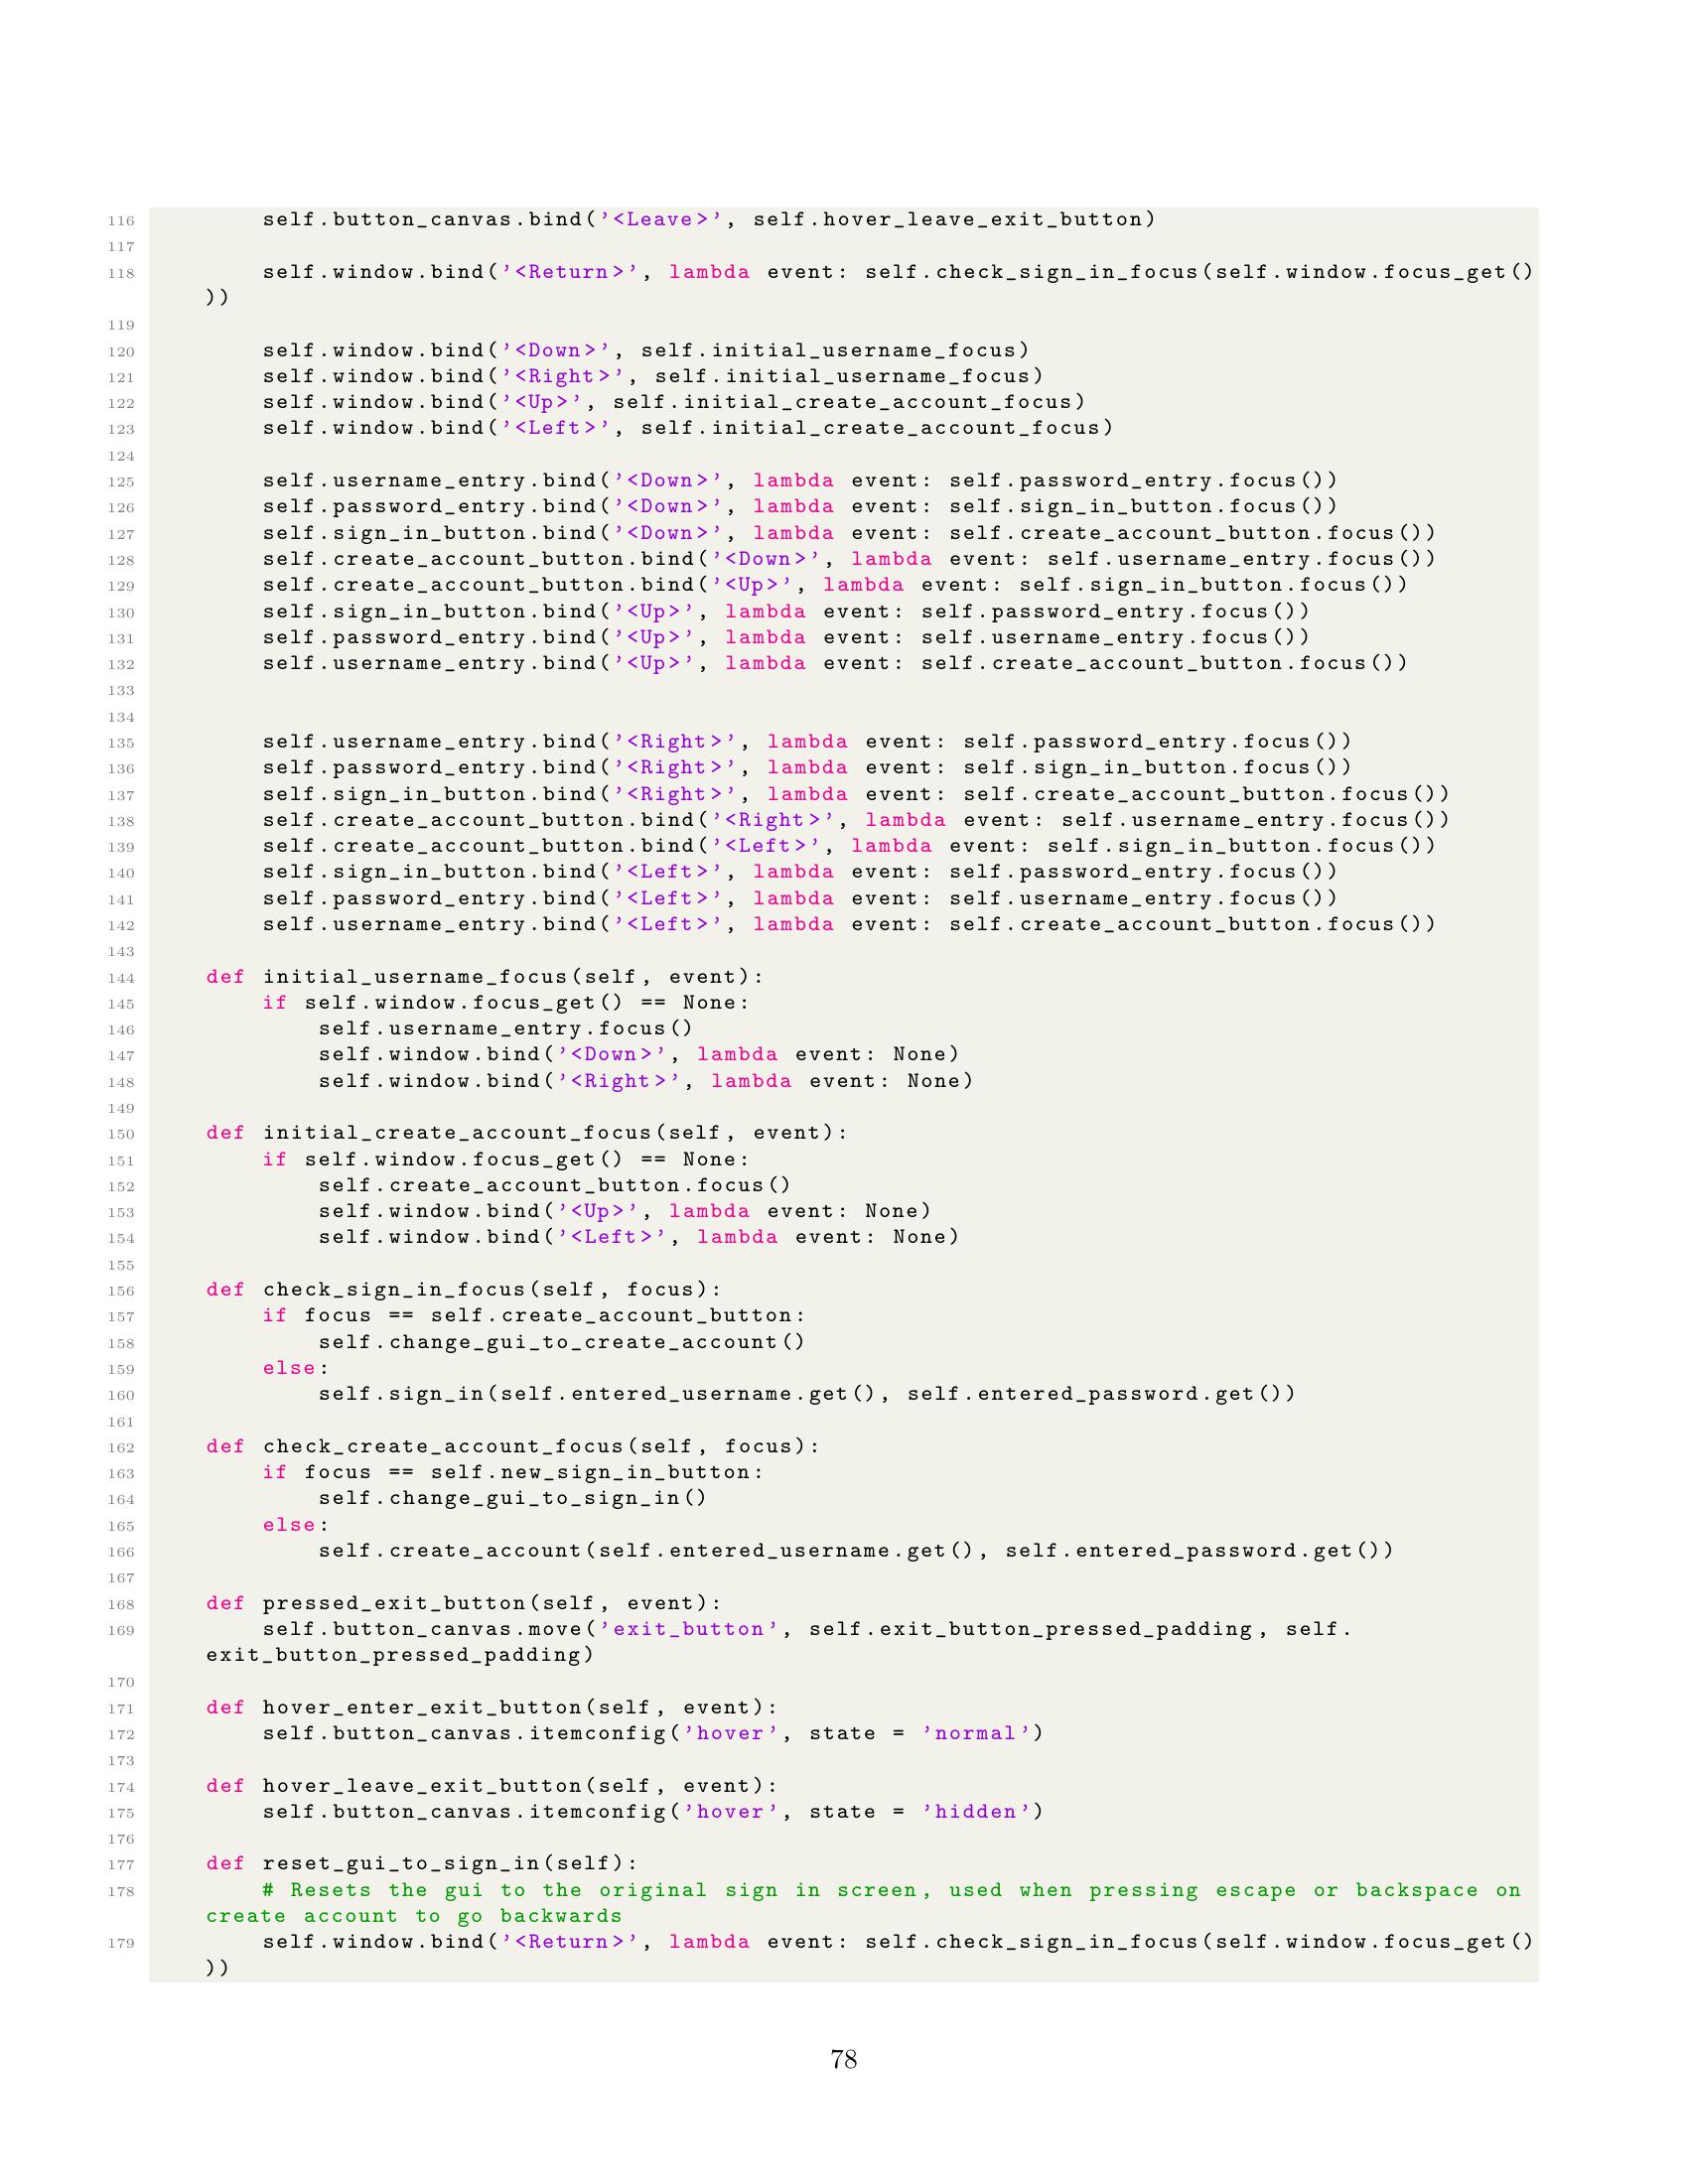 116         self.button_canvas.bind('<Leave>', self.hover_leave_exit_button)
117
118         self.window.bind('<Return>', lambda event: self.check_sign_in_focus(self.window.focus_get()
    ))
119
120         self.window.bind('<Down>', self.initial_username_focus)
121         self.window.bind('<Right>', self.initial_username_focus)
122         self.window.bind('<Up>', self.initial_create_account_focus)
123         self.window.bind('<Left>', self.initial_create_account_focus)
124
125         self.username_entry.bind('<Down>', lambda event: self.password_entry.focus())
126         self.password_entry.bind('<Down>', lambda event: self.sign_in_button.focus())
127         self.sign_in_button.bind('<Down>', lambda event: self.create_account_button.focus())
128         self.create_account_button.bind('<Down>', lambda event: self.username_entry.focus())
129         self.create_account_button.bind('<Up>', lambda event: self.sign_in_button.focus())
130         self.sign_in_button.bind('<Up>', lambda event: self.password_entry.focus())
131         self.password_entry.bind('<Up>', lambda event: self.username_entry.focus())
132         self.username_entry.bind('<Up>', lambda event: self.create_account_button.focus())
133
134
135         self.username_entry.bind('<Right>', lambda event: self.password_entry.focus())
136         self.password_entry.bind('<Right>', lambda event: self.sign_in_button.focus())
137         self.sign_in_button.bind('<Right>', lambda event: self.create_account_button.focus())
138         self.create_account_button.bind('<Right>', lambda event: self.username_entry.focus())
139         self.create_account_button.bind('<Left>', lambda event: self.sign_in_button.focus())
140         self.sign_in_button.bind('<Left>', lambda event: self.password_entry.focus())
141         self.password_entry.bind('<Left>', lambda event: self.username_entry.focus())
142         self.username_entry.bind('<Left>', lambda event: self.create_account_button.focus())
143
144     def initial_username_focus(self, event):
145         if self.window.focus_get() == None:
146             self.username_entry.focus()
147             self.window.bind('<Down>', lambda event: None)
148             self.window.bind('<Right>', lambda event: None)
149
150     def initial_create_account_focus(self, event):
151         if self.window.focus_get() == None:
152             self.create_account_button.focus()
153             self.window.bind('<Up>', lambda event: None)
154             self.window.bind('<Left>', lambda event: None)
155
156     def check_sign_in_focus(self, focus):
157         if focus == self.create_account_button:
158             self.change_gui_to_create_account()
159         else:
160             self.sign_in(self.entered_username.get(), self.entered_password.get())
161
162     def check_create_account_focus(self, focus):
163         if focus == self.new_sign_in_button:
164             self.change_gui_to_sign_in()
165         else:
166             self.create_account(self.entered_username.get(), self.entered_password.get())
167
168     def pressed_exit_button(self, event):
169         self.button_canvas.move('exit_button', self.exit_button_pressed_padding, self.
    exit_button_pressed_padding)
170
171     def hover_enter_exit_button(self, event):
172         self.button_canvas.itemconfig('hover', state = 'normal')
173
174     def hover_leave_exit_button(self, event):
175         self.button_canvas.itemconfig('hover', state = 'hidden')
176
177     def reset_gui_to_sign_in(self):
178         # Resets the gui to the original sign in screen, used when pressing escape or backspace on
    create account to go backwards
179         self.window.bind('<Return>', lambda event: self.check_sign_in_focus(self.window.focus_get()
    ))
78